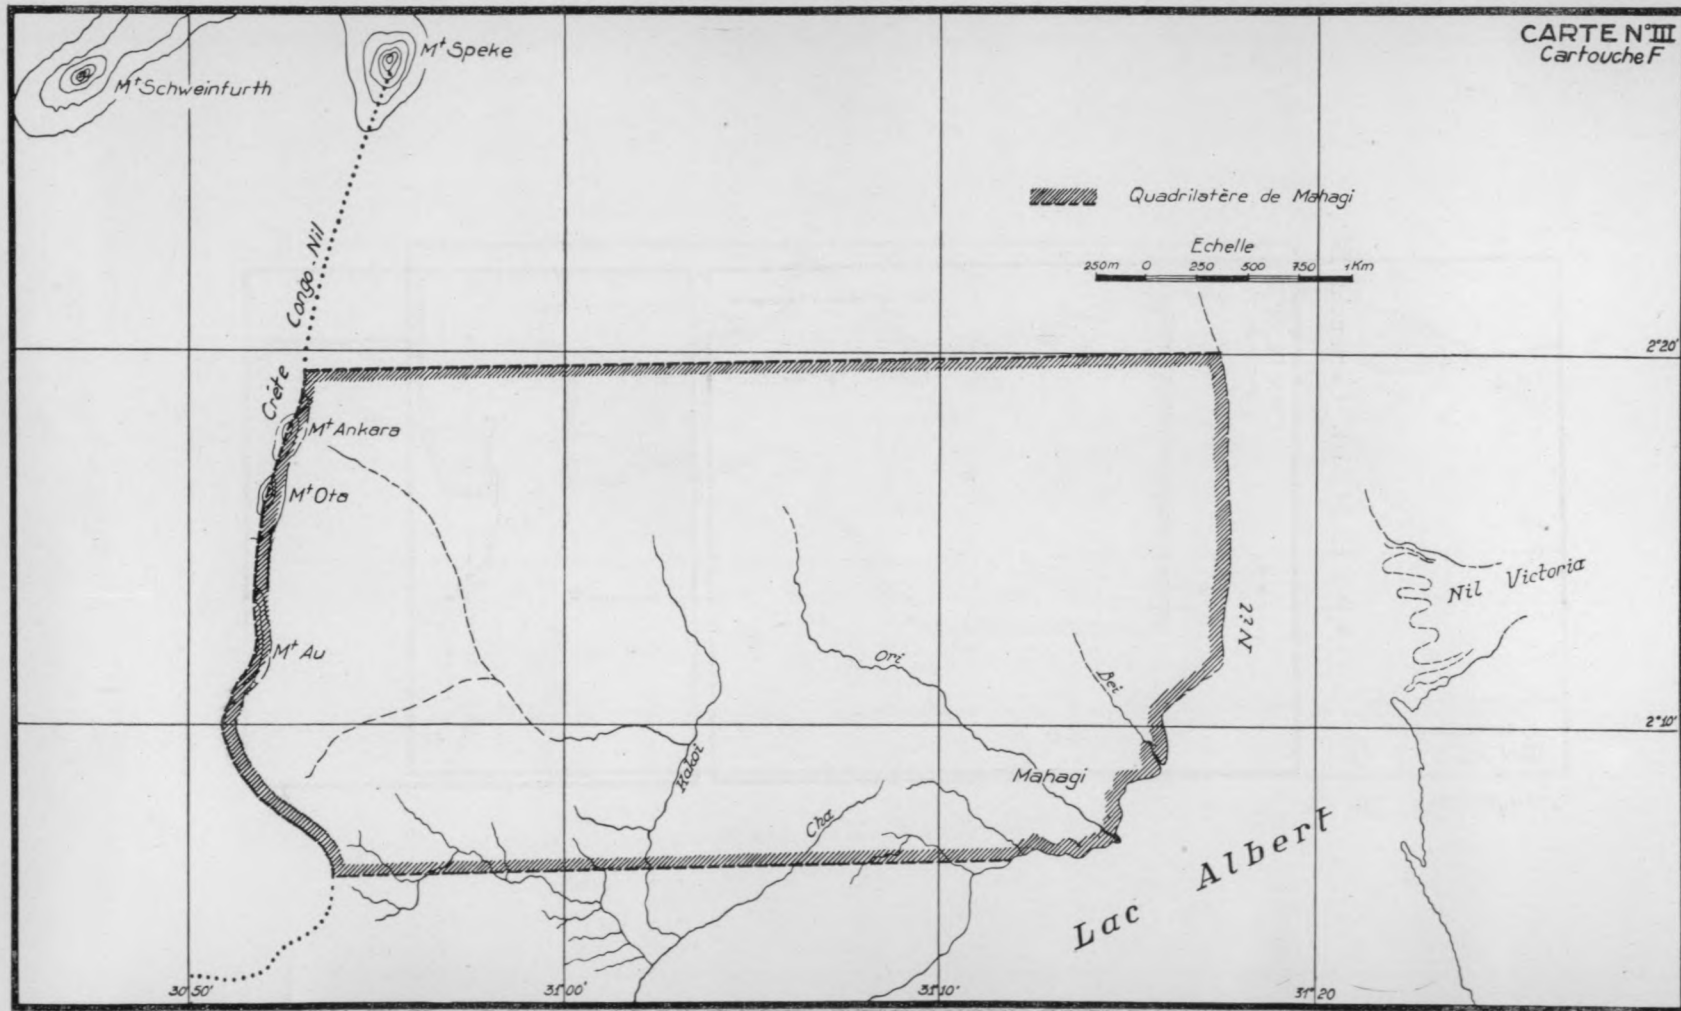 CARTE N° III
Cartouche F
Mt Speke
Mt Schweinfurth
Quadrilatère de Mahagi
Echelle
250m 0 250 500 750 1Km
Crète Congo-Nil
2°20'
Mt Ankara
Mt Ota
Nil Victoria
Nil
Mt Au
Ori
Bei
2°10'
Kakoi
Mahagi
Cha
Lac Albert
30°50' 31°00' 31°10' 31°20